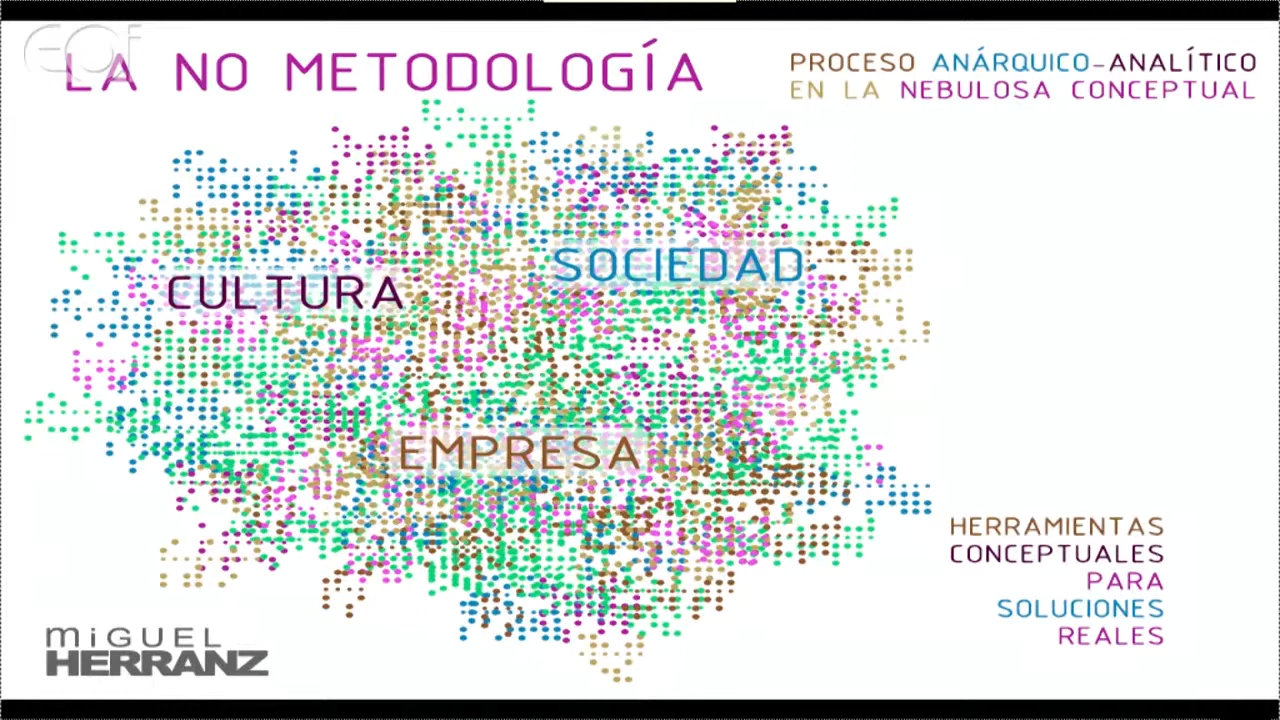 LA NO METODOLOGÍA
PROCESO ANÁRQUICO-ANALÍTICO
EN LA NEBULOSA CONCEPTUAL
SOCIEDAD
CULTURA
EMPRESA
HERRAMIENTAS
CONCEPTUALES
PARA
SOLUCIONES
REALES
MiGUEL
HERRANZ